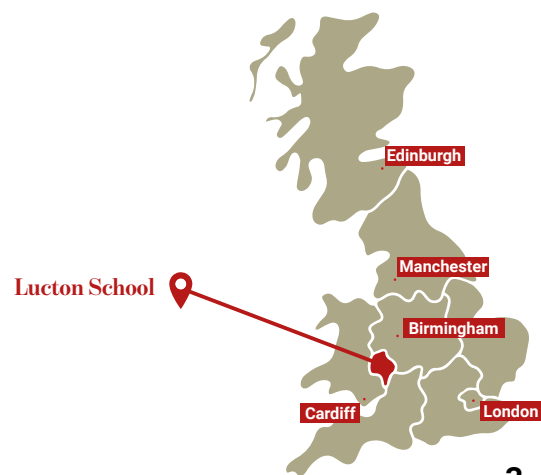 Edinburgh
Manchester
Lucton School
Birmingham
Cardiff
London